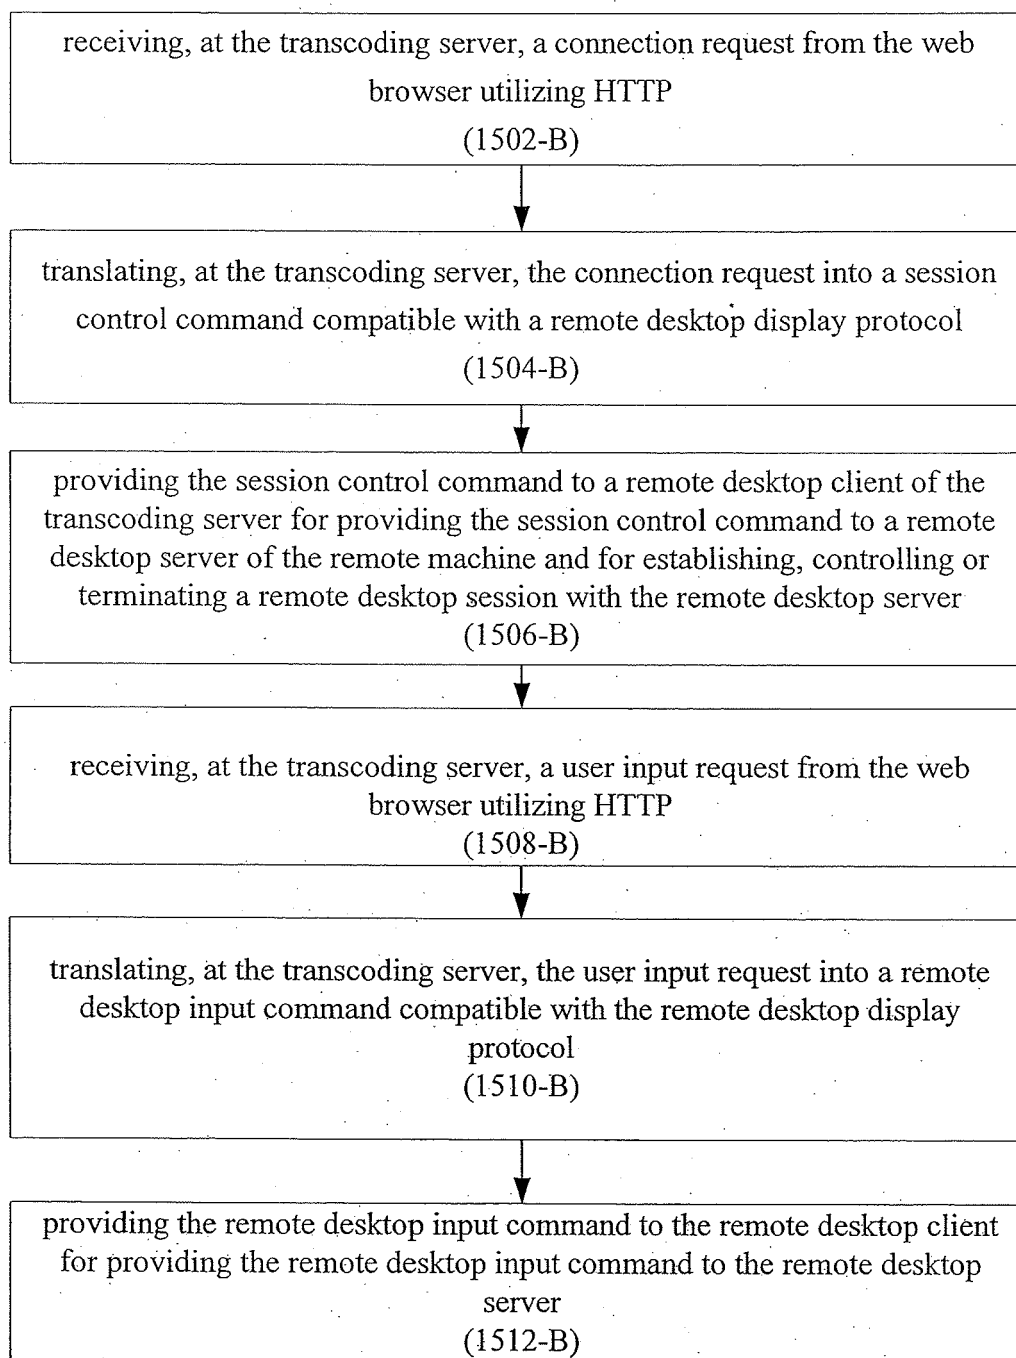 receiving, at the transcoding server, a connection request from the web
browser utilizing HTTP
(1502-B)
translating, at the transcoding server, the connection request into a session
control command compatible with a remote desktop display protocol
(1504-B)
providing the session control command to a remote desktop client of the
transcoding server for providing the session control command to a remote
desktop server of the remote machine and for establishing, controlling or
terminating a remote desktop session with the remote desktop server
(1506-B)
receiving, at the transcoding server, a user input request from the web
browser utilizing HTTP
(1508-B)
translating, at the transcoding server, the user input request into a remote
desktop input command compatible with the remote desktop display
protocol
(1510-B)
providing the remote desktop input command to the remote desktop client
for providing the remote desktop input command to the remote desktop
server
(1512-B)